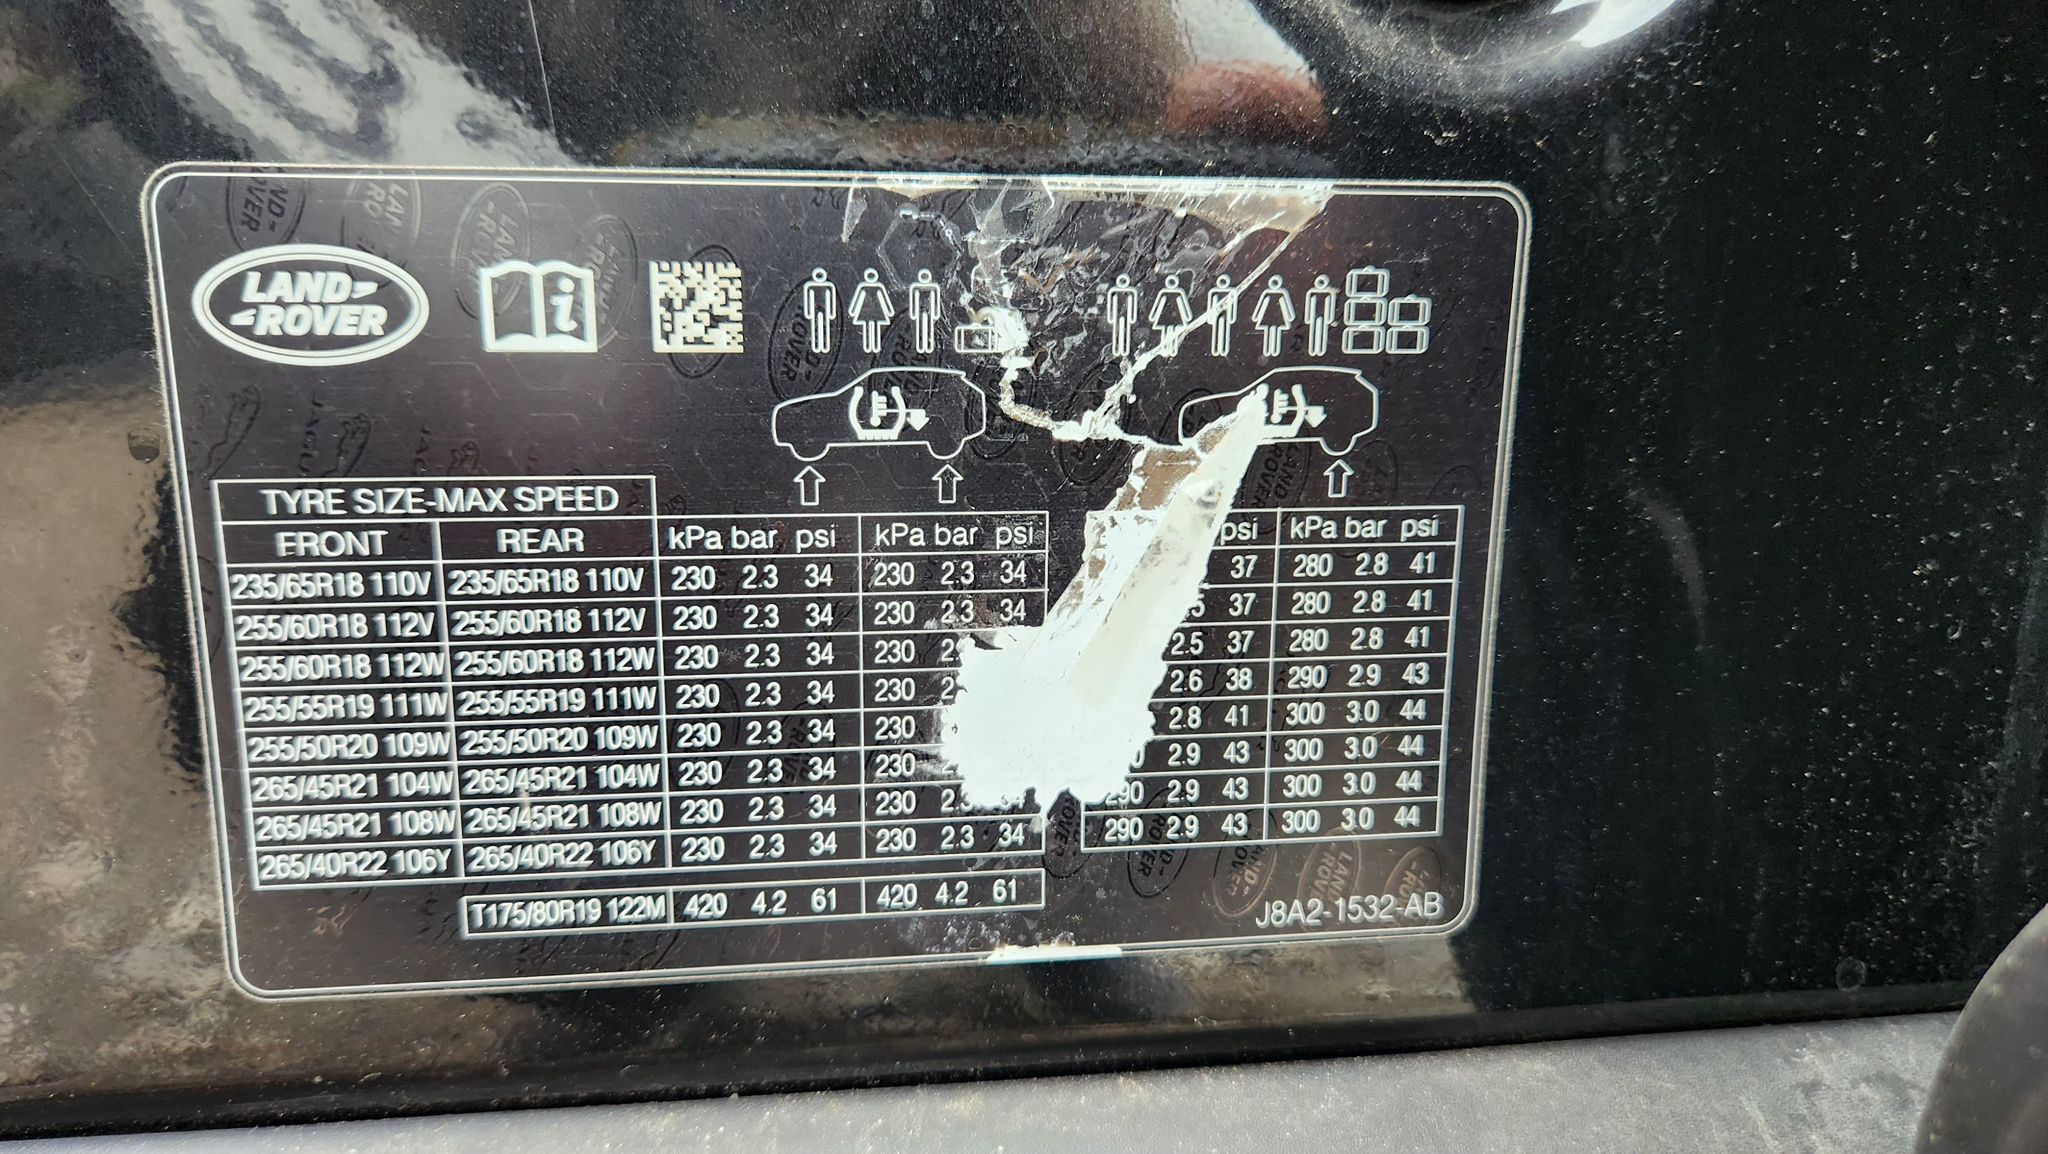 LAND-
-ROVER
TYRE SIZE-MAX SPEED
FRONT REAR kPa bar psi kPa bar psi psi kPa bar psi
235/65R18 110V 235/65R18 110V 230 2.3 34 230 2.3 34 37 280 2.8 41
255/60R18 112V 255/60R18 112V 230 2.3 34 230 2.3 34 37 280 2.8 41
255/60R18 112W 255/60R18 112W 230 2.3 34 230 2.5 37 280 2.8 41
255/55R19 111W 255/55R19 111W 230 2.3 34 230 2.6 38 290 2.9 43
255/50R20 109W 255/50R20 109W 230 2.3 34 230 2.8 41 300 3.0 44
265/45R21 104W 265/45R21 104W 230 2.3 34 230 2.9 43 300 3.0 44
265/45R21 108W 265/45R21 108W 230 2.3 34 230 2.3 34 290 2.9 43 300 3.0 44
265/40R22 106Y 265/40R22 106Y 230 2.3 34 230 2.3 34 290 2.9 43 300 3.0 44
T175/80R19 122M 420 4.2 61 420 4.2 61
J8A2-1532-AB